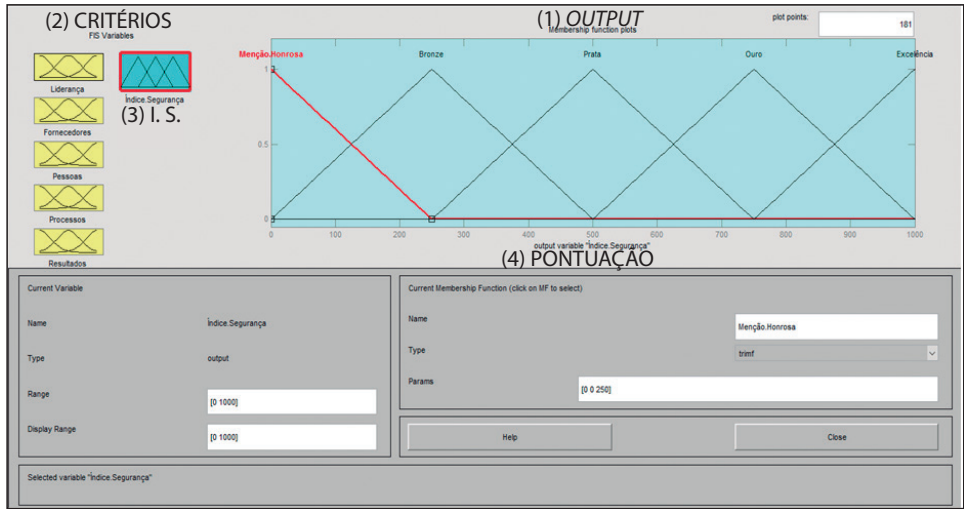 (2) CRITÉRIOS
FIS Variables
Liderança
Fornecedores
Pessoas
Processos
Resultados
Índice.Segurança
(3) I. S.
(1) OUTPUT
Membership function plots
plot points:
181
Menção.Honrosa
Bronze
Prata
Ouro
Excelência
1
0.5
0
0 100 200 300 400 500 600 700 800 900 1000
output variable "Índice.Segurança"
(4) PONTUAÇÃO
Current Variable
Name
Índice.Segurança
Type
output
Range
[0 1000]
Display Range
[0 1000]
Current Membership Function (click on MF to select)
Name
Menção.Honrosa
Type
trimf
Params
[0 0 250]
Help
Close
Selected variable "Índice.Segurança"